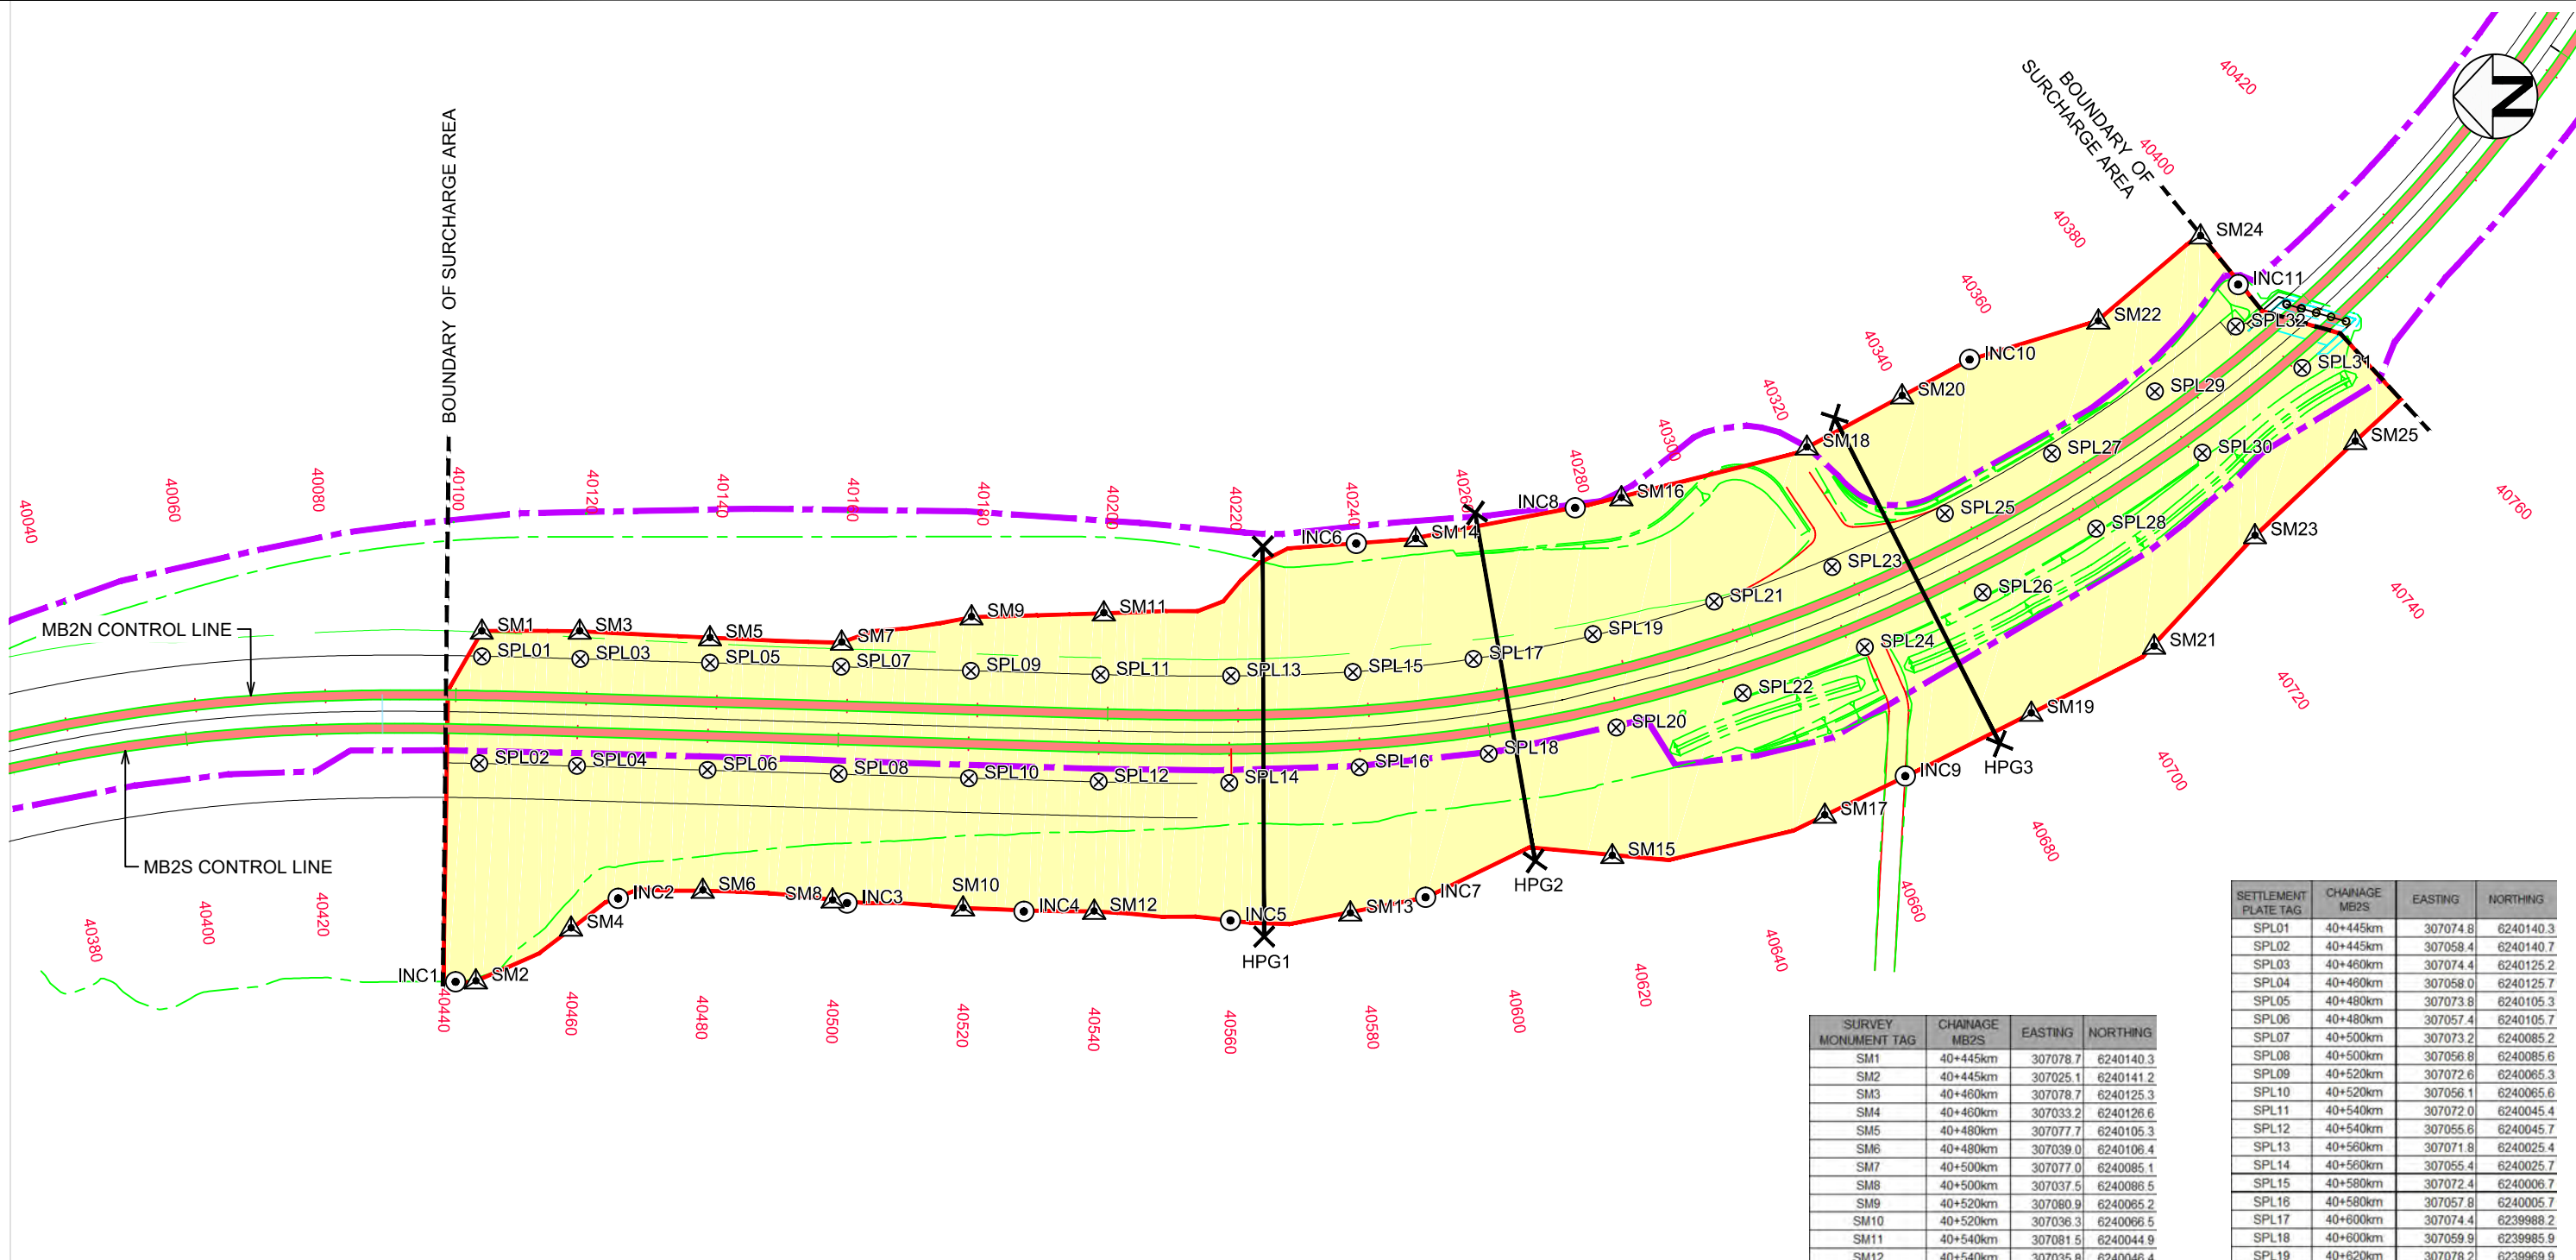 BOUNDARY OF SURCHARGE AREA
BOUNDARY OF
SURCHARGE AREA
N
40420
40400
40380
40360
40340
40320
40300
40280
40260
40240
40220
40200
40180
40160
40140
40120
40100
40080
40060
40040
SM24
INC11
SM22
SPL32
INC10
SPL31
SPL29
SM20
SM18
SPL27
SPL30
SM25
INC8
SM16
SPL25
SPL28
SM23
INC6
SM14
SPL23
SPL26
SPL21
SM9
SM11
SM1
SM3
SM5
SM7
MB2N CONTROL LINE
SPL01
SPL03
SPL05
SPL07
SPL09
SPL11
SPL13
SPL15
SPL17
SPL19
SPL24
SM21
SPL22
SM19
SPL20
SPL18
SPL16
SPL14
SPL12
SPL10
SPL08
SPL06
SPL04
SPL02
HPG3
INC9
MB2S CONTROL LINE
SM17
SM15
HPG2
INC7
SM13
INC5
HPG1
SM12
INC4
SM10
INC3
SM8
SM6
INC2
SM4
SM2
INC1
40380
40400
40420
40440
40460
40480
40500
40520
40540
40560
40580
40600
40620
40640
40660
40680
40700
40720
40740
40760
SURVEY MONUMENT TAG CHAINAGE MB2S EASTING NORTHING
SM1 40+445km 307078.7 6240140.3
SM2 40+445km 307025.1 6240141.2
SM3 40+460km 307078.7 6240125.3
SM4 40+460km 307033.2 6240126.6
SM5 40+480km 307077.7 6240105.3
SM6 40+480km 307039.0 6240106.4
SM7 40+500km 307077.0 6240085.1
SM8 40+500km 307037.5 6240086.5
SM9 40+520km 307080.9 6240065.2
SM10 40+520km 307036.3 6240066.5
SM11 40+540km 307081.5 6240044.9
SM12 40+540km 307035.8 6240046.4
SETTLEMENT PLATE TAG CHAINAGE MB2S EASTING NORTHING
SPL01 40+445km 307074.8 6240140.3
SPL02 40+445km 307058.4 6240140.7
SPL03 40+460km 307074.4 6240125.2
SPL04 40+460km 307058.0 6240125.7
SPL05 40+480km 307073.8 6240105.3
SPL06 40+480km 307057.4 6240105.7
SPL07 40+500km 307073.2 6240085.2
SPL08 40+500km 307056.8 6240085.6
SPL09 40+520km 307072.6 6240065.3
SPL10 40+520km 307056.1 6240065.6
SPL11 40+540km 307072.0 6240045.4
SPL12 40+540km 307055.6 6240045.7
SPL13 40+560km 307071.8 6240025.4
SPL14 40+560km 307055.4 6240025.7
SPL15 40+580km 307072.4 6240006.7
SPL16 40+580km 307057.8 6240005.7
SPL17 40+600km 307074.4 6239988.2
SPL18 40+600km 307059.9 6239985.9
SPL19 40+620km 307078.2 6239969.9